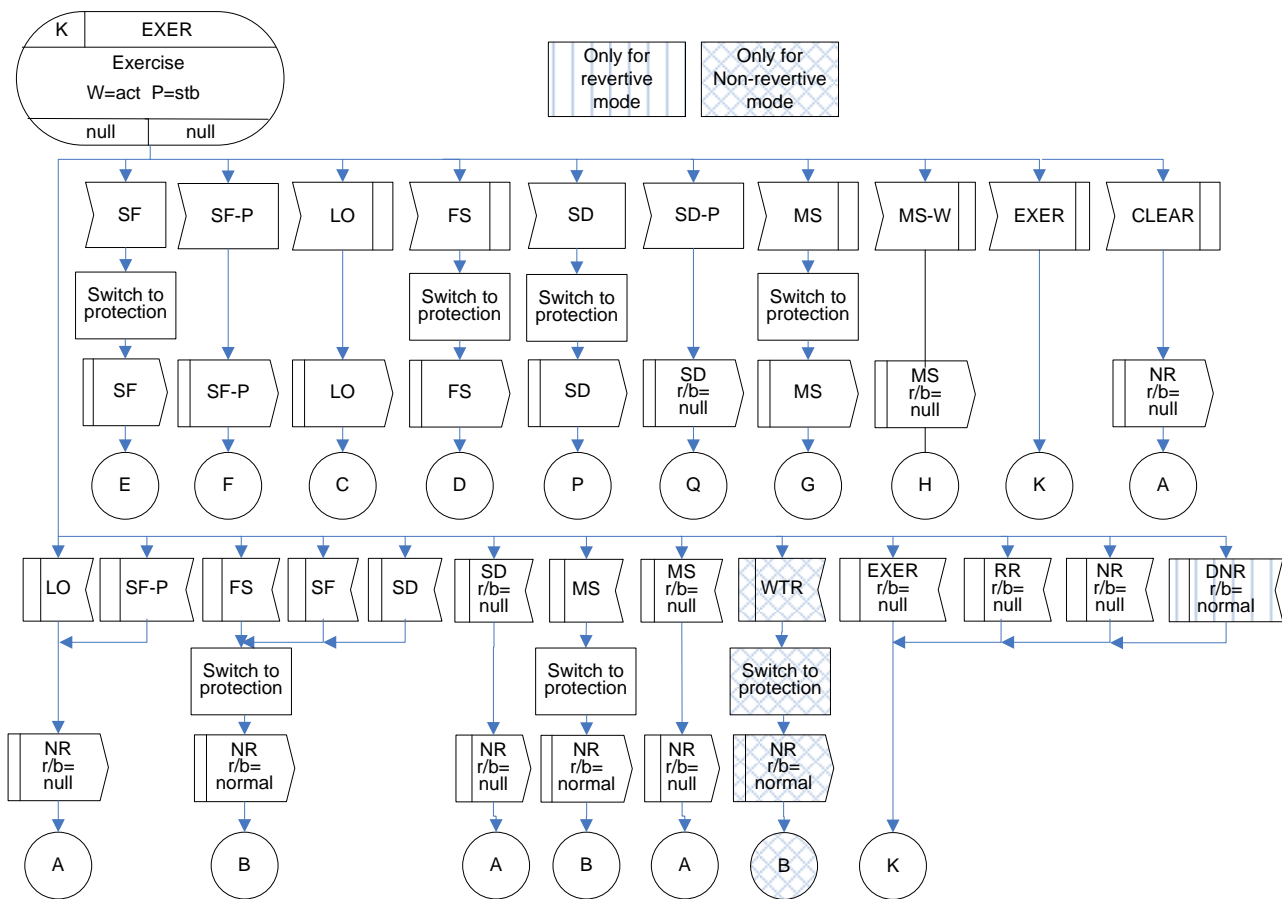 K EXER
Exercise
W=act P=stb
null null
Only for
revertive
mode
Only for
Non-revertive
mode
SF SF-P LO FS SD SD-P MS MS-W EXER CLEAR
Switch to
protection
Switch to
protection
Switch to
protection
Switch to
protection
SF
SF-P
LO
FS
SD
SD
r/b=
null
MS
MS
r/b=
null
NR
r/b=
null
E F C D P Q G H K A
LO
SF-P
FS
SF
SD
SD
r/b=
null
MS
MS
r/b=
null
WTR
EXER
r/b=
null
RR
r/b=
null
NR
r/b=
null
DNR
r/b=
normal
Switch to
protection
Switch to
protection
Switch to
protection
NR
r/b=
null
NR
r/b=
normal
NR
r/b=
null
NR
r/b=
normal
NR
r/b=
null
NR
r/b=
normal
A B A B A B K